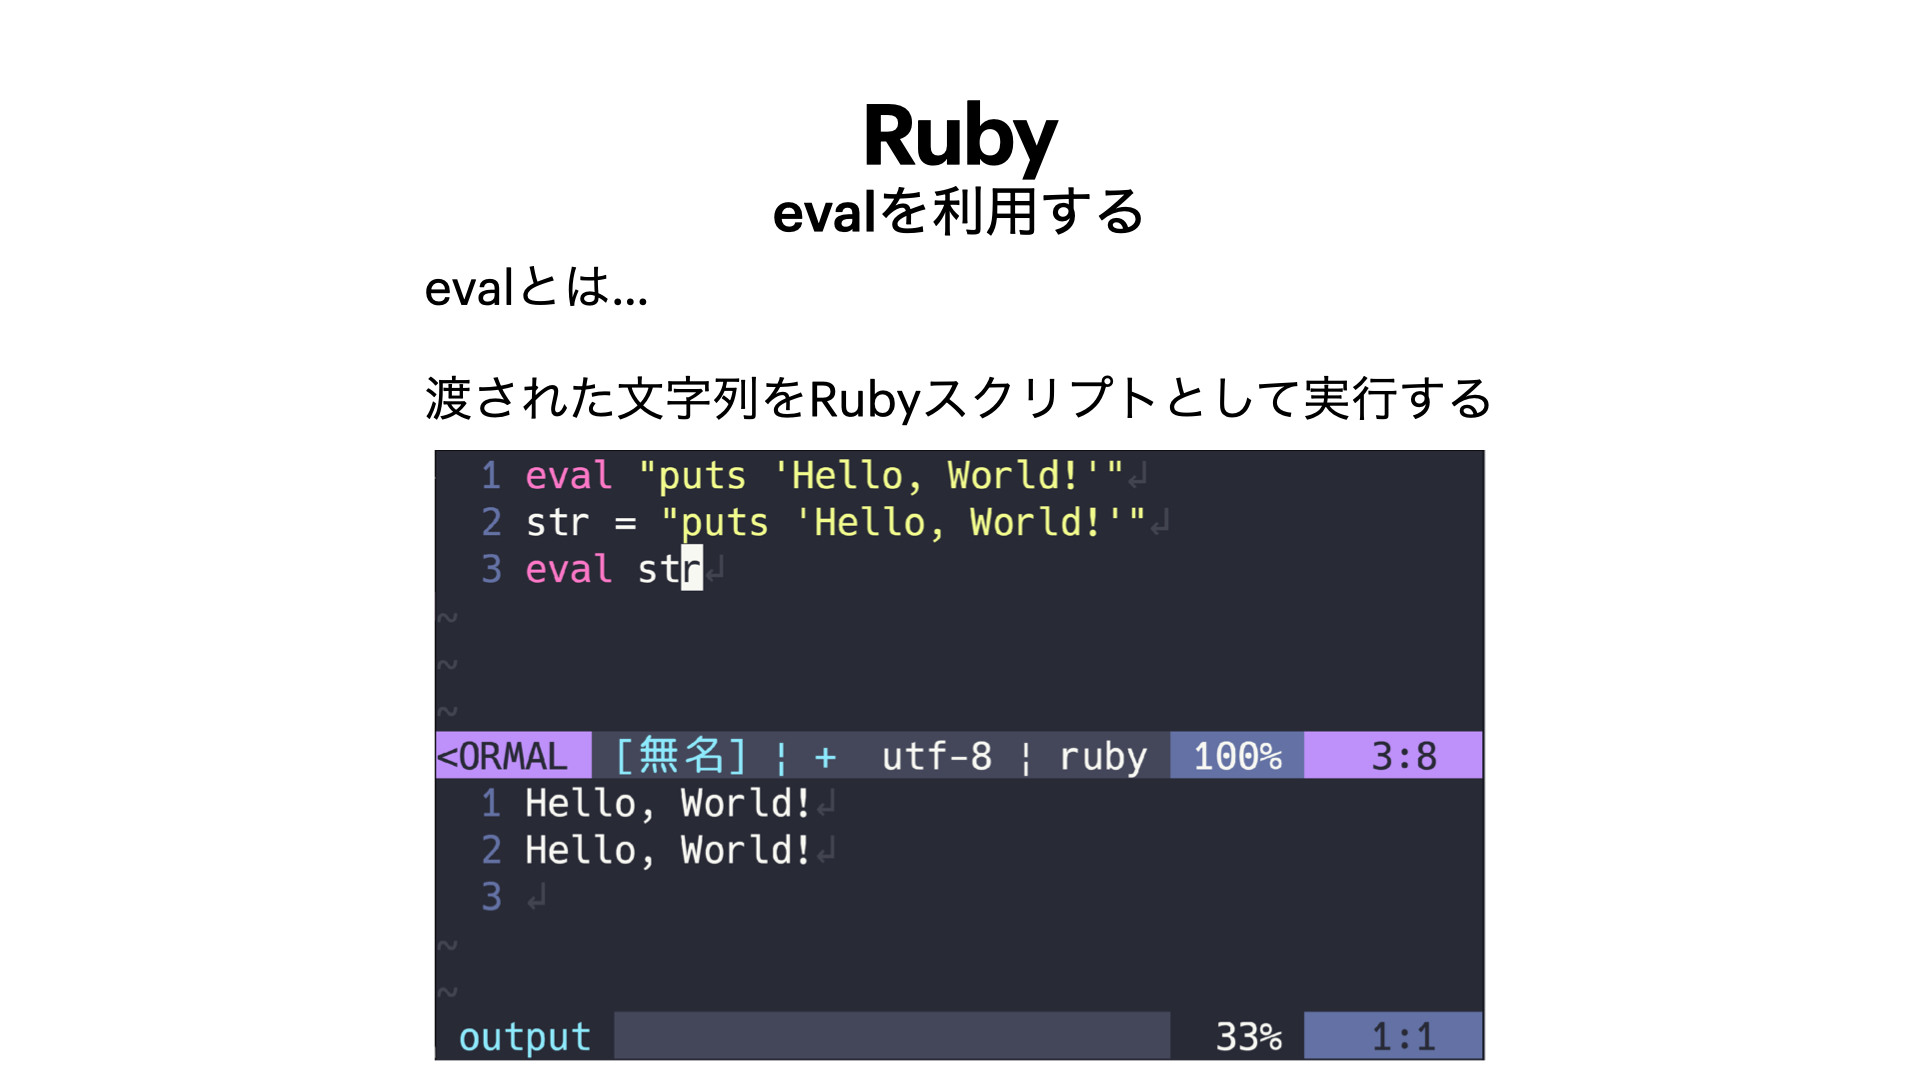 Ruby
evalを利用する
evalとは...
渡された文字列をRubyスクリプトとして実行する
1 eval "puts 'Hello, World!'"↲
2 str = "puts 'Hello, World!'"↲
3 eval str↲
~
~
~
<ORMAL [無名] ¦ + utf-8 ¦ ruby 100% 3:8
1 Hello, World!↲
2 Hello, World!↲
3 ↲
~
~
output 33% 1:1